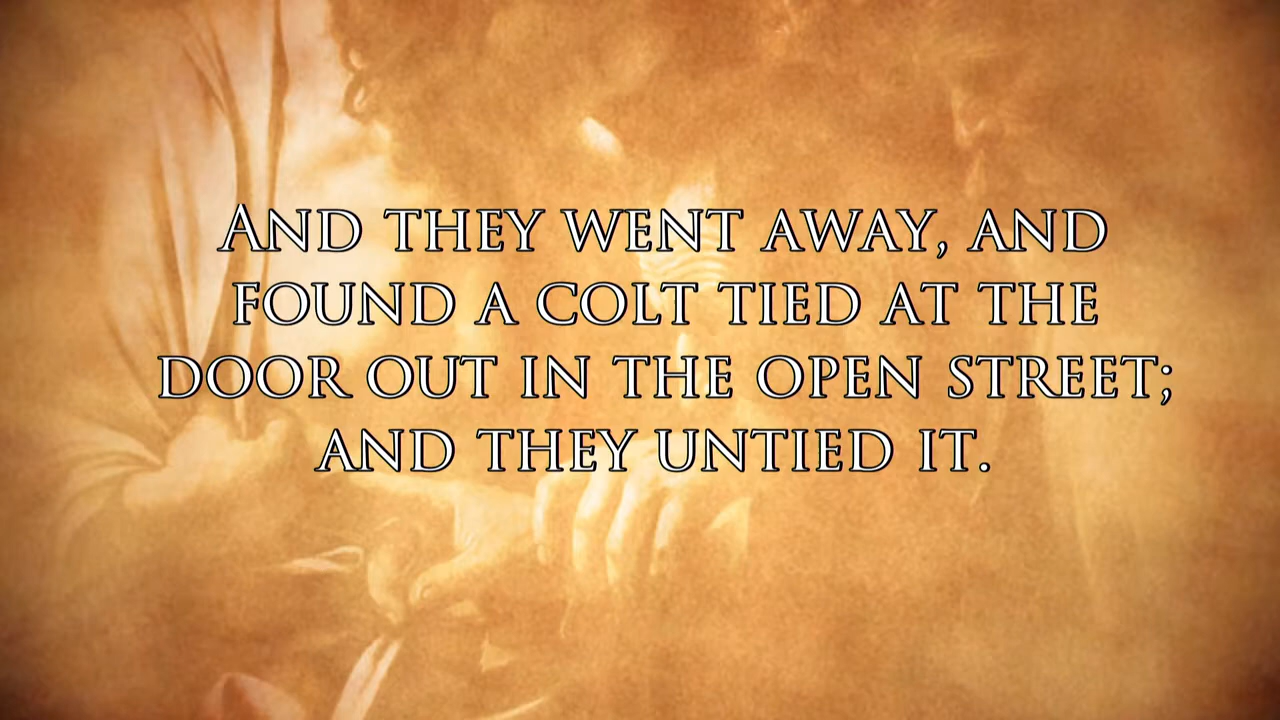 And they went away, and
found a colt tied at the
door out in the open street;
and they untied it.